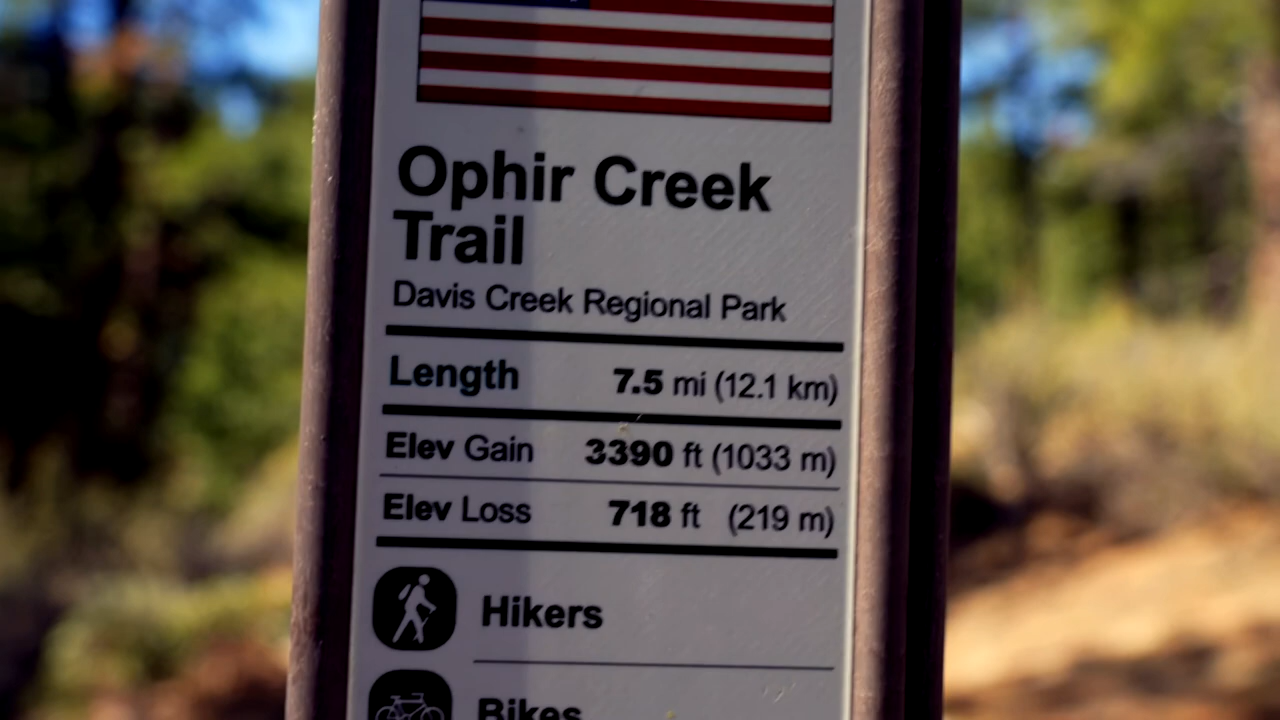 Ophir Creek
Trail
Davis Creek Regional Park
Length 7.5 mi (12.1 km)
Elev Gain 3390 ft (1033 m)
Elev Loss 718 ft (219 m)
Hikers
Bikes